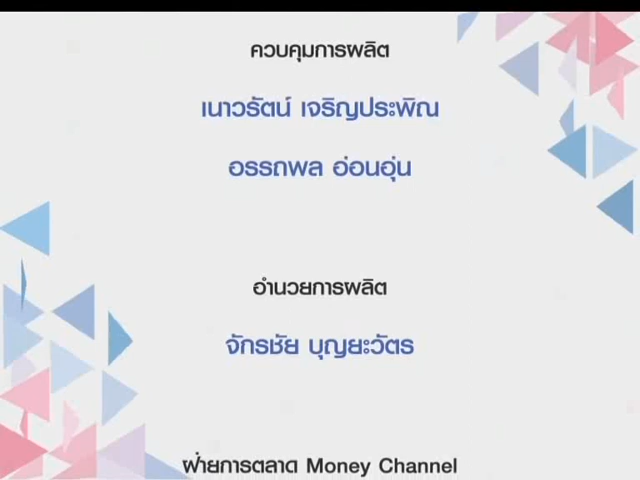 ควบคุมการผลิต
เนาวรัตน์ เจริญประพิณ
อรรถพล อ่อนอุ่น
อำนวยการผลิต
จักรชัย บุญยะวัตร
ฝ่ายการตลาด Money Channel